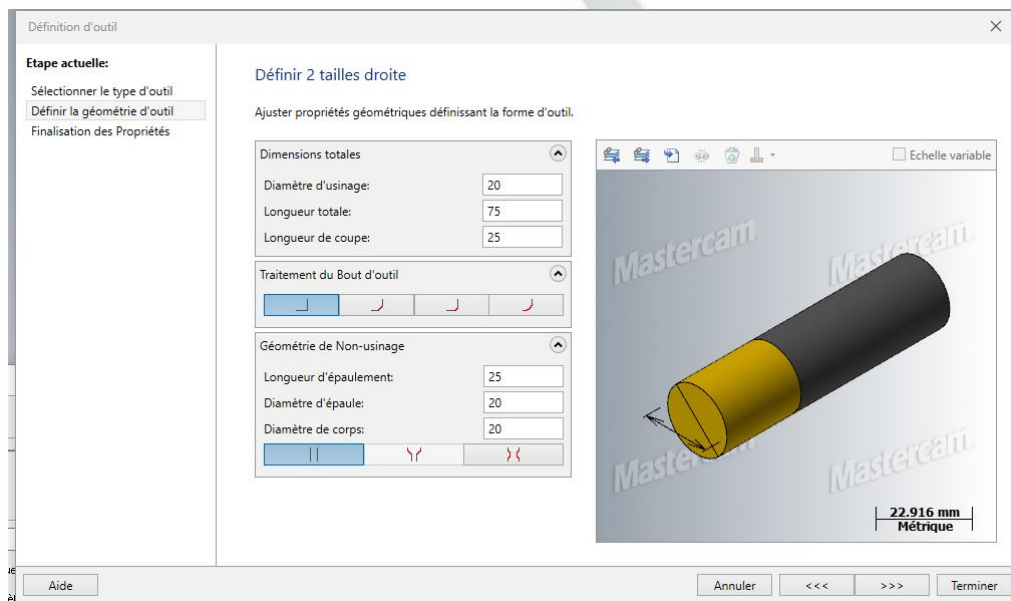 Définition d'outil
Etape actuelle:
Sélectionner le type d'outil
Définir la géométrie d'outil
Finalisation des Propriétés
Définir 2 tailles droite
Ajuster propriétés géométriques définissant la forme d'outil.
Dimensions totales
Diamètre d'usinage: 20
Longueur totale: 75
Longueur de coupe: 25
Traitement du Bout d'outil
Géométrie de Non-usinage
Longueur d'épaulement: 25
Diamètre d'épaule: 20
Diamètre de corps: 20
Echelle variable
Mastercam.
Mastercam.
Mastercam.
Mastercam.
22.916 mm
Métrique
Aide
Annuler
<<<
>>>
Terminer